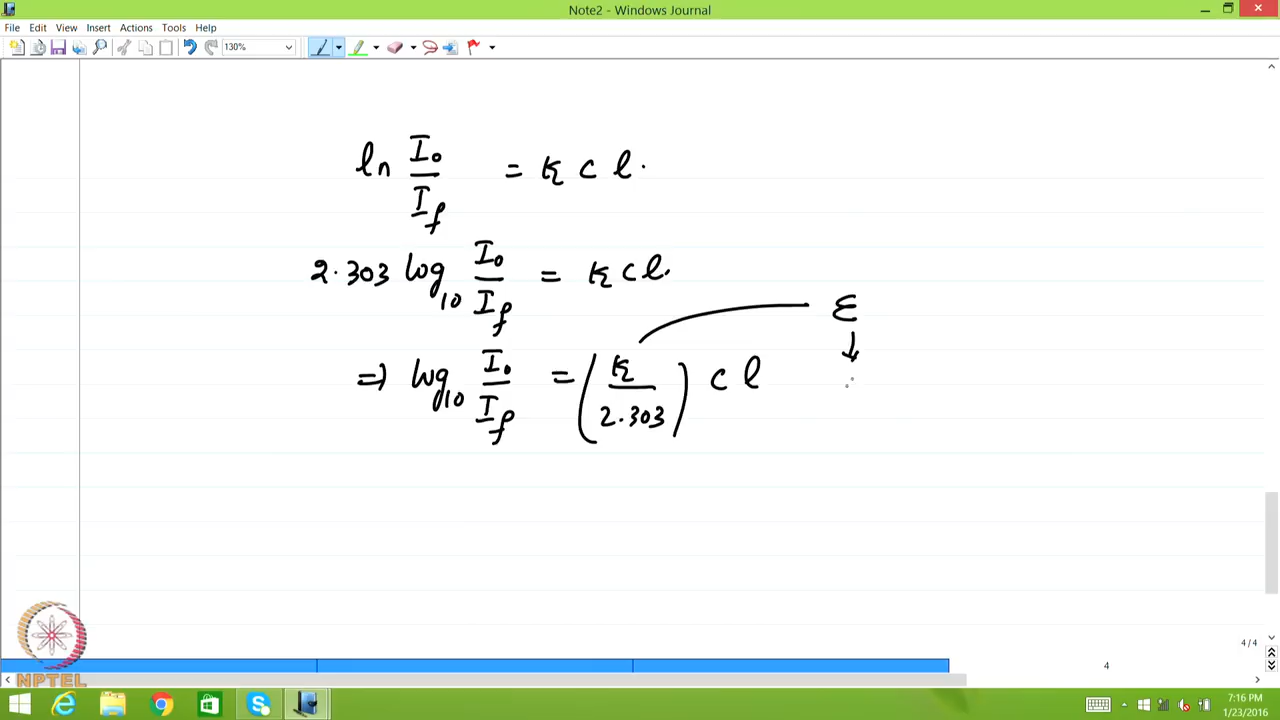 Note2 - Windows Journal
File Edit View Insert Actions Tools Help
130%
ln I₀/I_f = k c l.
2.303 log₁₀ I₀/I_f = k c l.
ε
↓
⇒ log₁₀ I₀/I_f = (k/2.303) c l
4/4
4
NPTEL
7:16 PM
1/23/2016